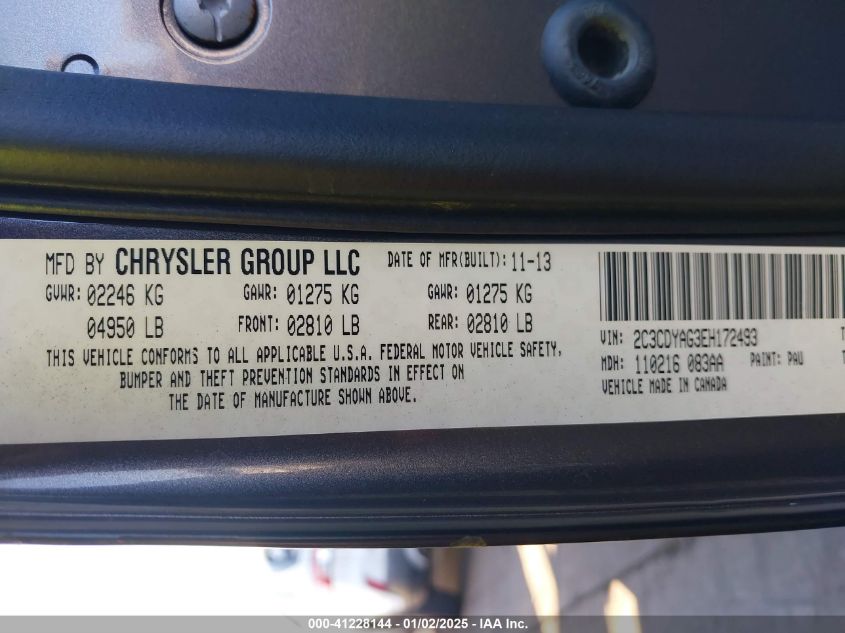 MFD BY CHRYSLER GROUP LLC DATE OF MFR(BUILT): 11-13
GVWR: 02246 KG GAWR: 01275 KG GAWR: 01275 KG
04950 LB FRONT: 02810 LB REAR: 02810 LB
THIS VEHICLE CONFORMS TO ALL APPLICABLE U.S.A. FEDERAL MOTOR VEHICLE SAFETY,
BUMPER AND THEFT PREVENTION STANDARDS IN EFFECT ON
THE DATE OF MANUFACTURE SHOWN ABOVE.
VIN: 2C3CDYAG3EH172493
MDH: 110216 083AA PAINT: PAU
VEHICLE MADE IN CANADA
000-41228144 - 01/02/2025 - IAA Inc.